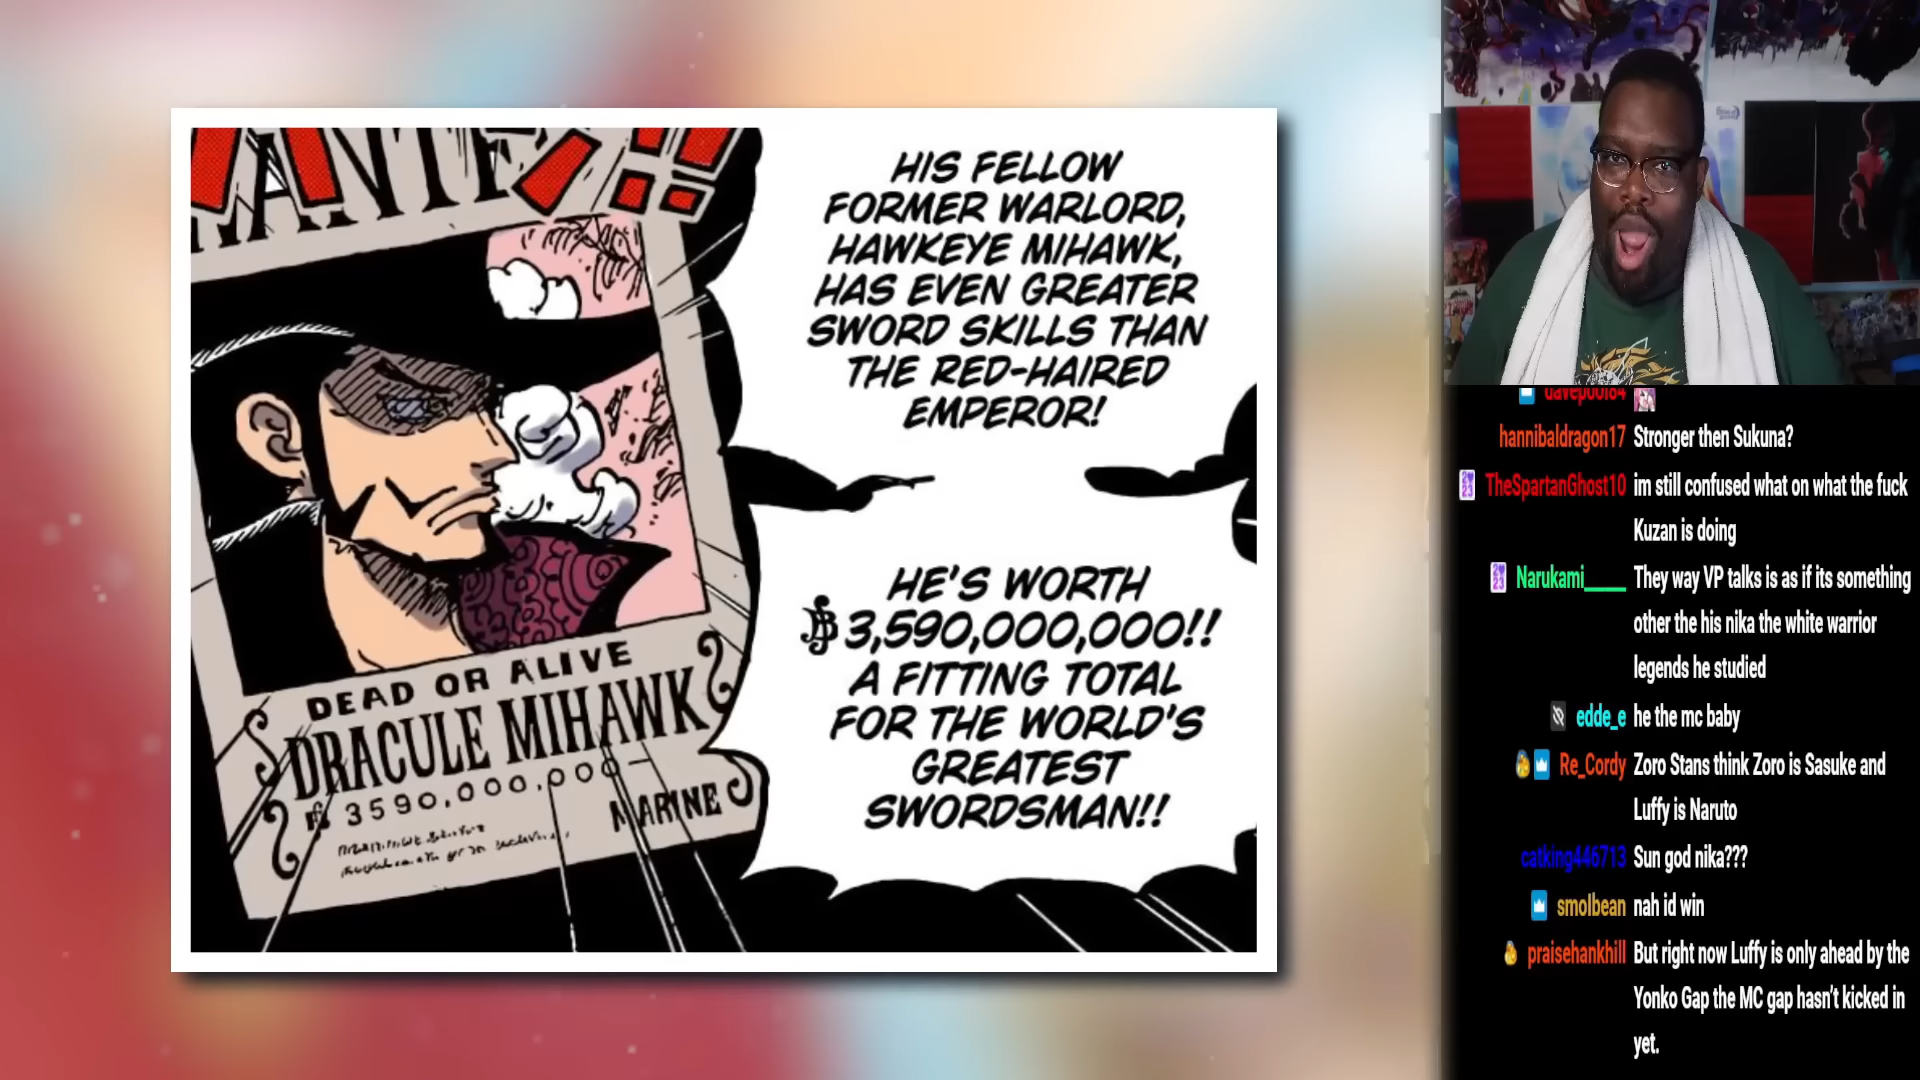 WANTED
HIS FELLOW
FORMER WARLORD,
HAWKEYE MIHAWK,
HAS EVEN GREATER
SWORD SKILLS THAN
THE RED-HAIRED
EMPEROR!
HE'S WORTH
฿3,590,000,000!!
A FITTING TOTAL
FOR THE WORLD'S
GREATEST
SWORDSMAN!!
DEAD OR ALIVE
DRACULE MIHAWK
฿3590,000,000-
MARINE
davepool84
hannibaldragon17 Stronger then Sukuna?
TheSpartanGhost10 im still confused what on what the fuck
Kuzan is doing
Narukami_____ They way VP talks is as if its something
other the his nika the white warrior
legends he studied
edde_e he the mc baby
Re_Cordy Zoro Stans think Zoro is Sasuke and
Luffy is Naruto
catking446713 Sun god nika???
smolbean nah id win
praisehankhill But right now Luffy is only ahead by the
Yonko Gap the MC gap hasn't kicked in
yet.